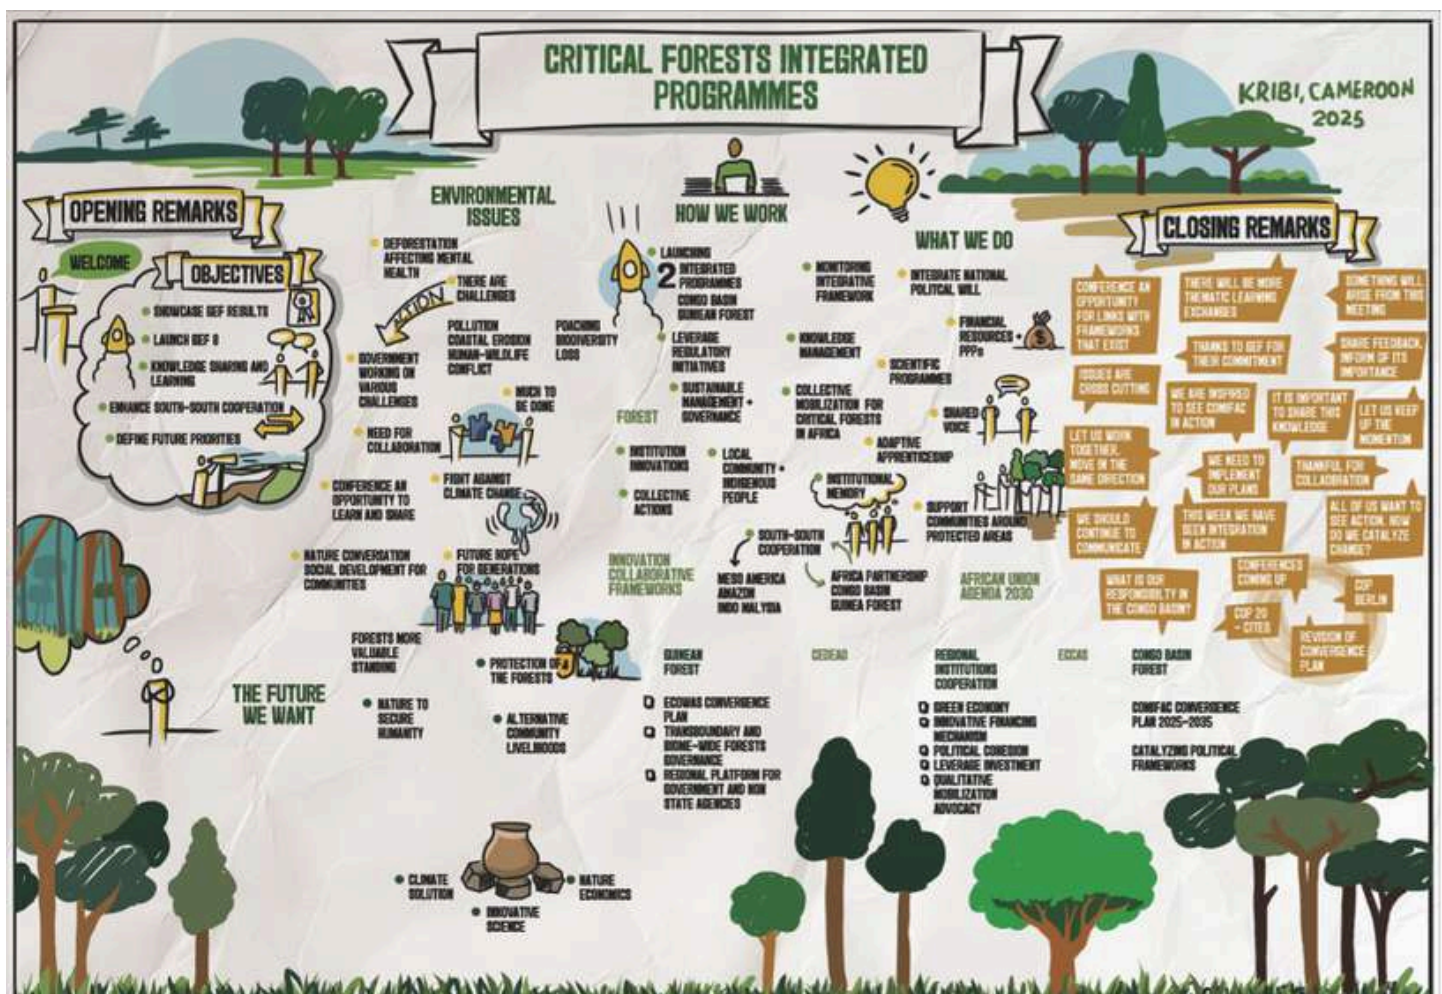 CRITICAL FORESTS INTEGRATED
PROGRAMMES
KRIBI, CAMEROON
2025
OPENING REMARKS
WELCOME
OBJECTIVES
SHOWCASE GEF RESULTS
LAUNCH GEF 8
KNOWLEDGE SHARING AND
LEARNING
ENHANCE SOUTH-SOUTH COOPERATION
DEFINE FUTURE PRIORITIES
ENVIRONMENTAL
ISSUES
DEFORESTATION
AFFECTING MENTAL
HEALTH
THERE ARE
CHALLENGES
ACTION
POLLUTION
COASTAL EROSION
HUMAN-WILDLIFE
CONFLICT
POACHING
BIODIVERSITY
LOSS
GOVERNMENT
WORKING ON
VARIOUS
CHALLENGES
MUCH TO
BE DONE
NEED FOR
COLLABORATION
FIGHT AGAINST
CLIMATE CHANGE
CONFERENCE AN
OPPORTUNITY TO
LEARN AND SHARE
NATURE CONVERSATION
SOCIAL DEVELOPMENT FOR
COMMUNITIES
FUTURE HOPE
FOR GENERATIONS
HOW WE WORK
LAUNCHING
2 INTEGRATED
PROGRAMMES
CONGO BASIN
GUINEAN FOREST
LEVERAGE
REGULATORY
INITIATIVES
SUSTAINABLE
MANAGEMENT +
GOVERNANCE
MONITORING
INTEGRATIVE
FRAMEWORK
KNOWLEDGE
MANAGEMENT
COLLECTIVE
MOBILIZATION FOR
CRITICAL FORESTS
IN AFRICA
FOREST
INSTITUTION
INNOVATIONS
COLLECTIVE
ACTIONS
LOCAL
COMMUNITY +
INDIGENOUS
PEOPLE
INSTITUTIONAL
MEMORY
SOUTH-SOUTH
COOPERATION
MESO AMERICA
AMAZON
INDO MALYSIA
AFRICA PARTNERSHIP
CONGO BASIN
GUINEA FOREST
INNOVATION
COLLABORATIVE
FRAMEWORKS
WHAT WE DO
INTEGRATE NATIONAL
POLITCAL WILL
FINANCIAL
RESOURCES +
PPPs
$
SCIENTIFIC
PROGRAMMES
SHARED
VOICE
ADAPTIVE
APPRENTICESHIP
SUPPORT
COMMUNITIES AROUND
PROTECTED AREAS
AFRICAN UNION
AGENDA 2030
CLOSING REMARKS
CONFERENCE AN
OPPORTUNITY
FOR LINKS WITH
FRAMEWORKS
THAT EXIST
THERE WILL BE MORE
THEMATIC LEARNING
EXCHANGES
SOMETHING WILL
ARISE FROM THIS
MEETING
THANKS TO GEF FOR
THEIR COMMITMENT
SHARE FEEDBACK,
INFORM OF ITS
IMPORTANCE
ISSUES ARE
CROSS CUTTING
WE ARE INSPIRED
TO SEE COMIFAC
IN ACTION
IT IS IMPORTANT
TO SHARE THIS
KNOWLEDGE
LET US KEEP
UP THE
MOMENTUM
LET US WORK
TOGETHER,
MOVE IN THE
SAME DIRECTION
WE NEED TO
IMPLEMENT
OUR PLANS
THANKFUL FOR
COLLABORATION
WE SHOULD
CONTINUE TO
COMMUNICATE
THIS WEEK WE HAVE
SEEN INTEGRATION
IN ACTION
ALL OF US WANT TO
SEE ACTION. HOW
DO WE CATALYZE
CHANGE?
WHAT IS OUR
RESPONSIBILTY IN
THE CONGO BASIN?
CONFERENCES
COMING UP
COP
BERLIN
COP 20
- CITES
REVISION OF
CONVERGENCE
PLAN
THE FUTURE
WE WANT
FORESTS MORE
VALUABLE
STANDING
PROTECTION OF
THE FORESTS
NATURE TO
SECURE
HUMANITY
ALTERNATIVE
COMMUNITY
LIVELIHOODS
CLIMATE
SOLUTION
NATURE
ECONOMICS
INNOVATIVE
SCIENCE
GUINEAN
FOREST
ECOWAS CONVERGENCE
PLAN
TRANSBOUNDARY AND
BIOME-WIDE FORESTS
GOVERNANCE
REGIONAL PLATFORM FOR
GOVERNMENT AND NON
STATE AGENCIES
CEDEAO
REGIONAL
INSTITUTIONS
COOPERATION
GREEN ECONOMY
INNOVATIVE FINANCING
MECHANISM
POLITICAL COHESION
LEVERAGE INVESTMENT
QUALITATIVE
MOBILIZATION
ADVOCACY
ECCAS
CONGO BASIN
FOREST
COMIFAC CONVERGENCE
PLAN 2025-2035
CATALYZING POLITICAL
FRAMEWORKS